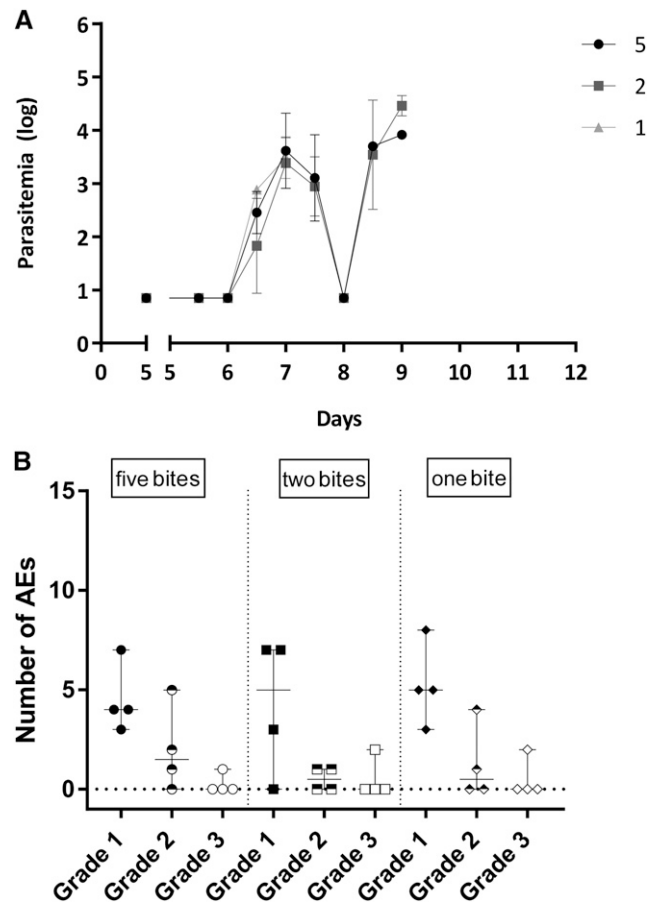 A
6
5
4
3
2
1
0
Parasitemia (log)
0 5 5 6 7 8 9 10 11 12
Days
5
2
1
B
five bites two bites one bite
15
10
5
0
Number of AEs
Grade 1 Grade 2 Grade 3 Grade 1 Grade 2 Grade 3 Grade 1 Grade 2 Grade 3